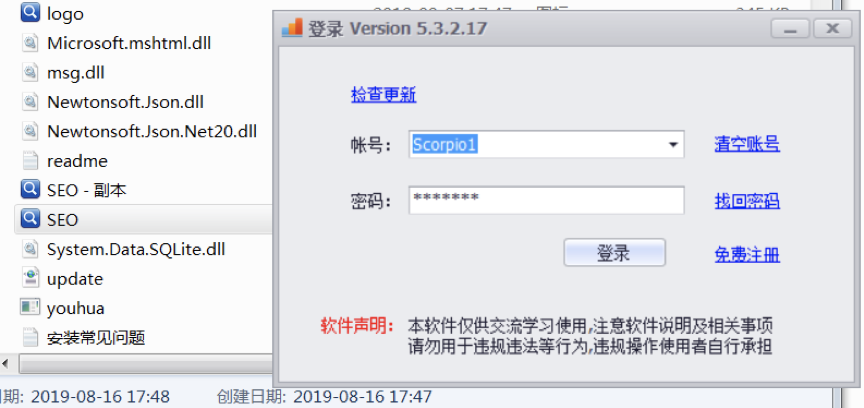 logo
Microsoft.mshtml.dll
msg.dll
Newtonsoft.Json.dll
Newtonsoft.Json.Net20.dll
readme
SEO - 副本
SEO
System.Data.SQLite.dll
update
youhua
安装常见问题
期: 2019-08-16 17:48 创建日期: 2019-08-16 17:47
登录 Version 5.3.2.17
检查更新
帐号: Scorpio1 清空账号
密码: ******* 找回密码
登录 免费注册
软件声明: 本软件仅供交流学习使用,注意软件说明及相关事项
请勿用于违规违法等行为,违规操作使用者自行承担